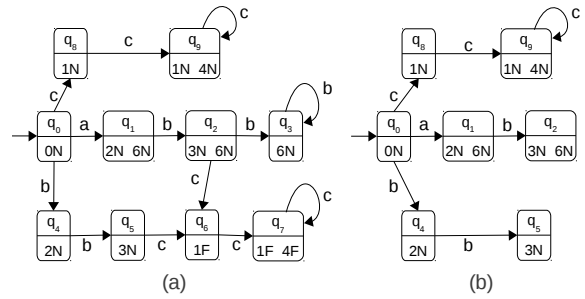 q8 c q9 c
1N 1N 4N
c
q0 a q1 b q2 b q3 b
0N 2N 6N 3N 6N 6N
b c
q4 b q5 c q6 c q7 c
2N 3N 1F 1F 4F
(a)
q8 c q9 c
1N 1N 4N
c
q0 a q1 b q2
0N 2N 6N 3N 6N
b
q4 b q5
2N 3N
(b)